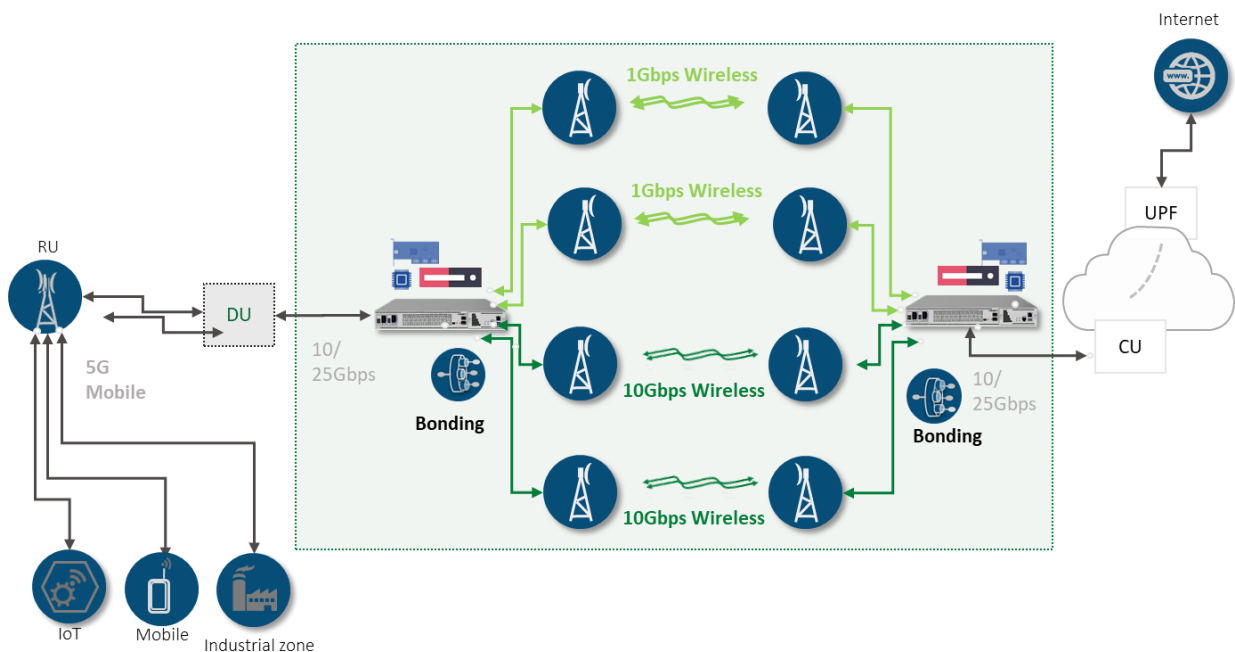 Internet
www.
1Gbps Wireless
1Gbps Wireless
UPF
RU
DU
10/
25Gbps
5G
Mobile
CU
10/
25Gbps
10Gbps Wireless
Bonding
Bonding
10Gbps Wireless
IoT
Mobile
Industrial zone